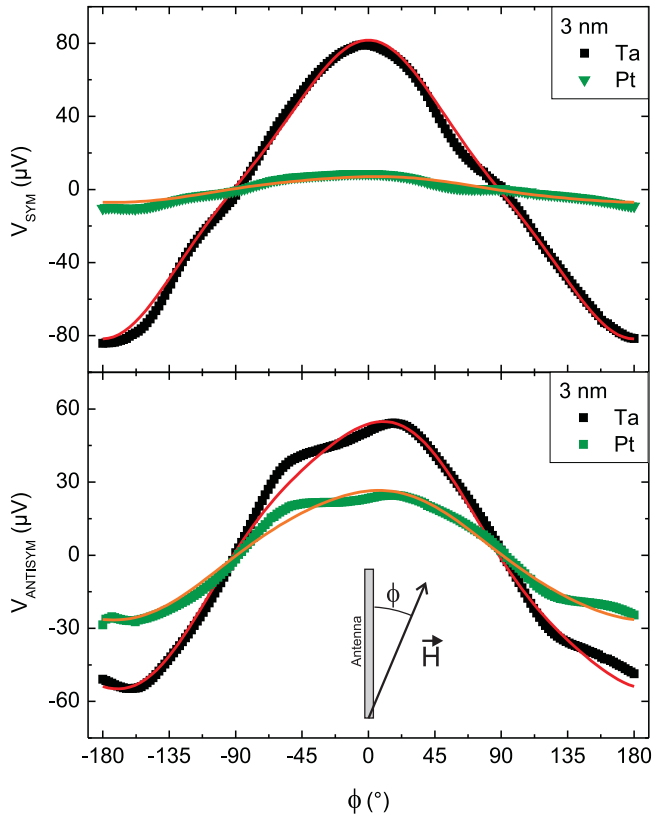 80
40
0
-40
-80
V_SYM (µV)
3 nm
Ta
Pt
60
30
0
-30
-60
V_ANTISYM (µV)
3 nm
Ta
Pt
Antenna
ϕ
H
-180 -135 -90 -45 0 45 90 135 180
ϕ (°)